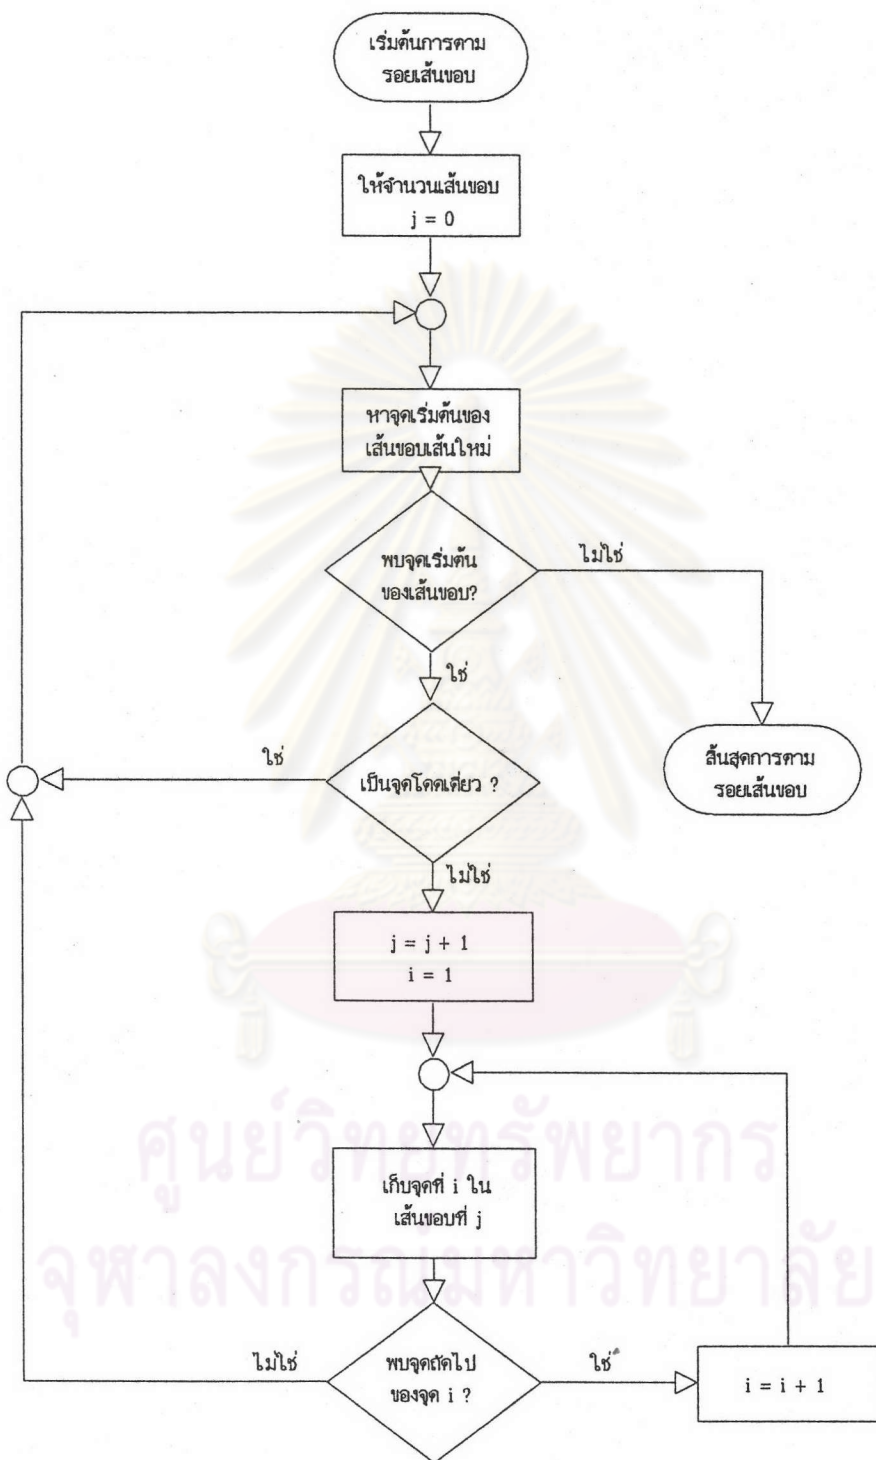 เริ่มต้นการตาม
รอยเส้นขอบ
ให้จำนวนเส้นขอบ
j = 0
หาจุดเริ่มต้นของ
เส้นขอบเส้นใหม่
พบจุดเริ่มต้น
ของเส้นขอบ?
ไม่ใช่
ใช่
สิ้นสุดการตาม
รอยเส้นขอบ
เป็นจุดโดดเดี่ยว ?
ใช่
ไม่ใช่
j = j + 1
i = 1
เก็บจุดที่ i ใน
เส้นขอบที่ j
พบจุดถัดไป
ของจุด i ?
ไม่ใช่
ใช่
i = i + 1
ศูนย์วิทยทรัพยากร
จุฬาลงกรณ์มหาวิทยาลัย